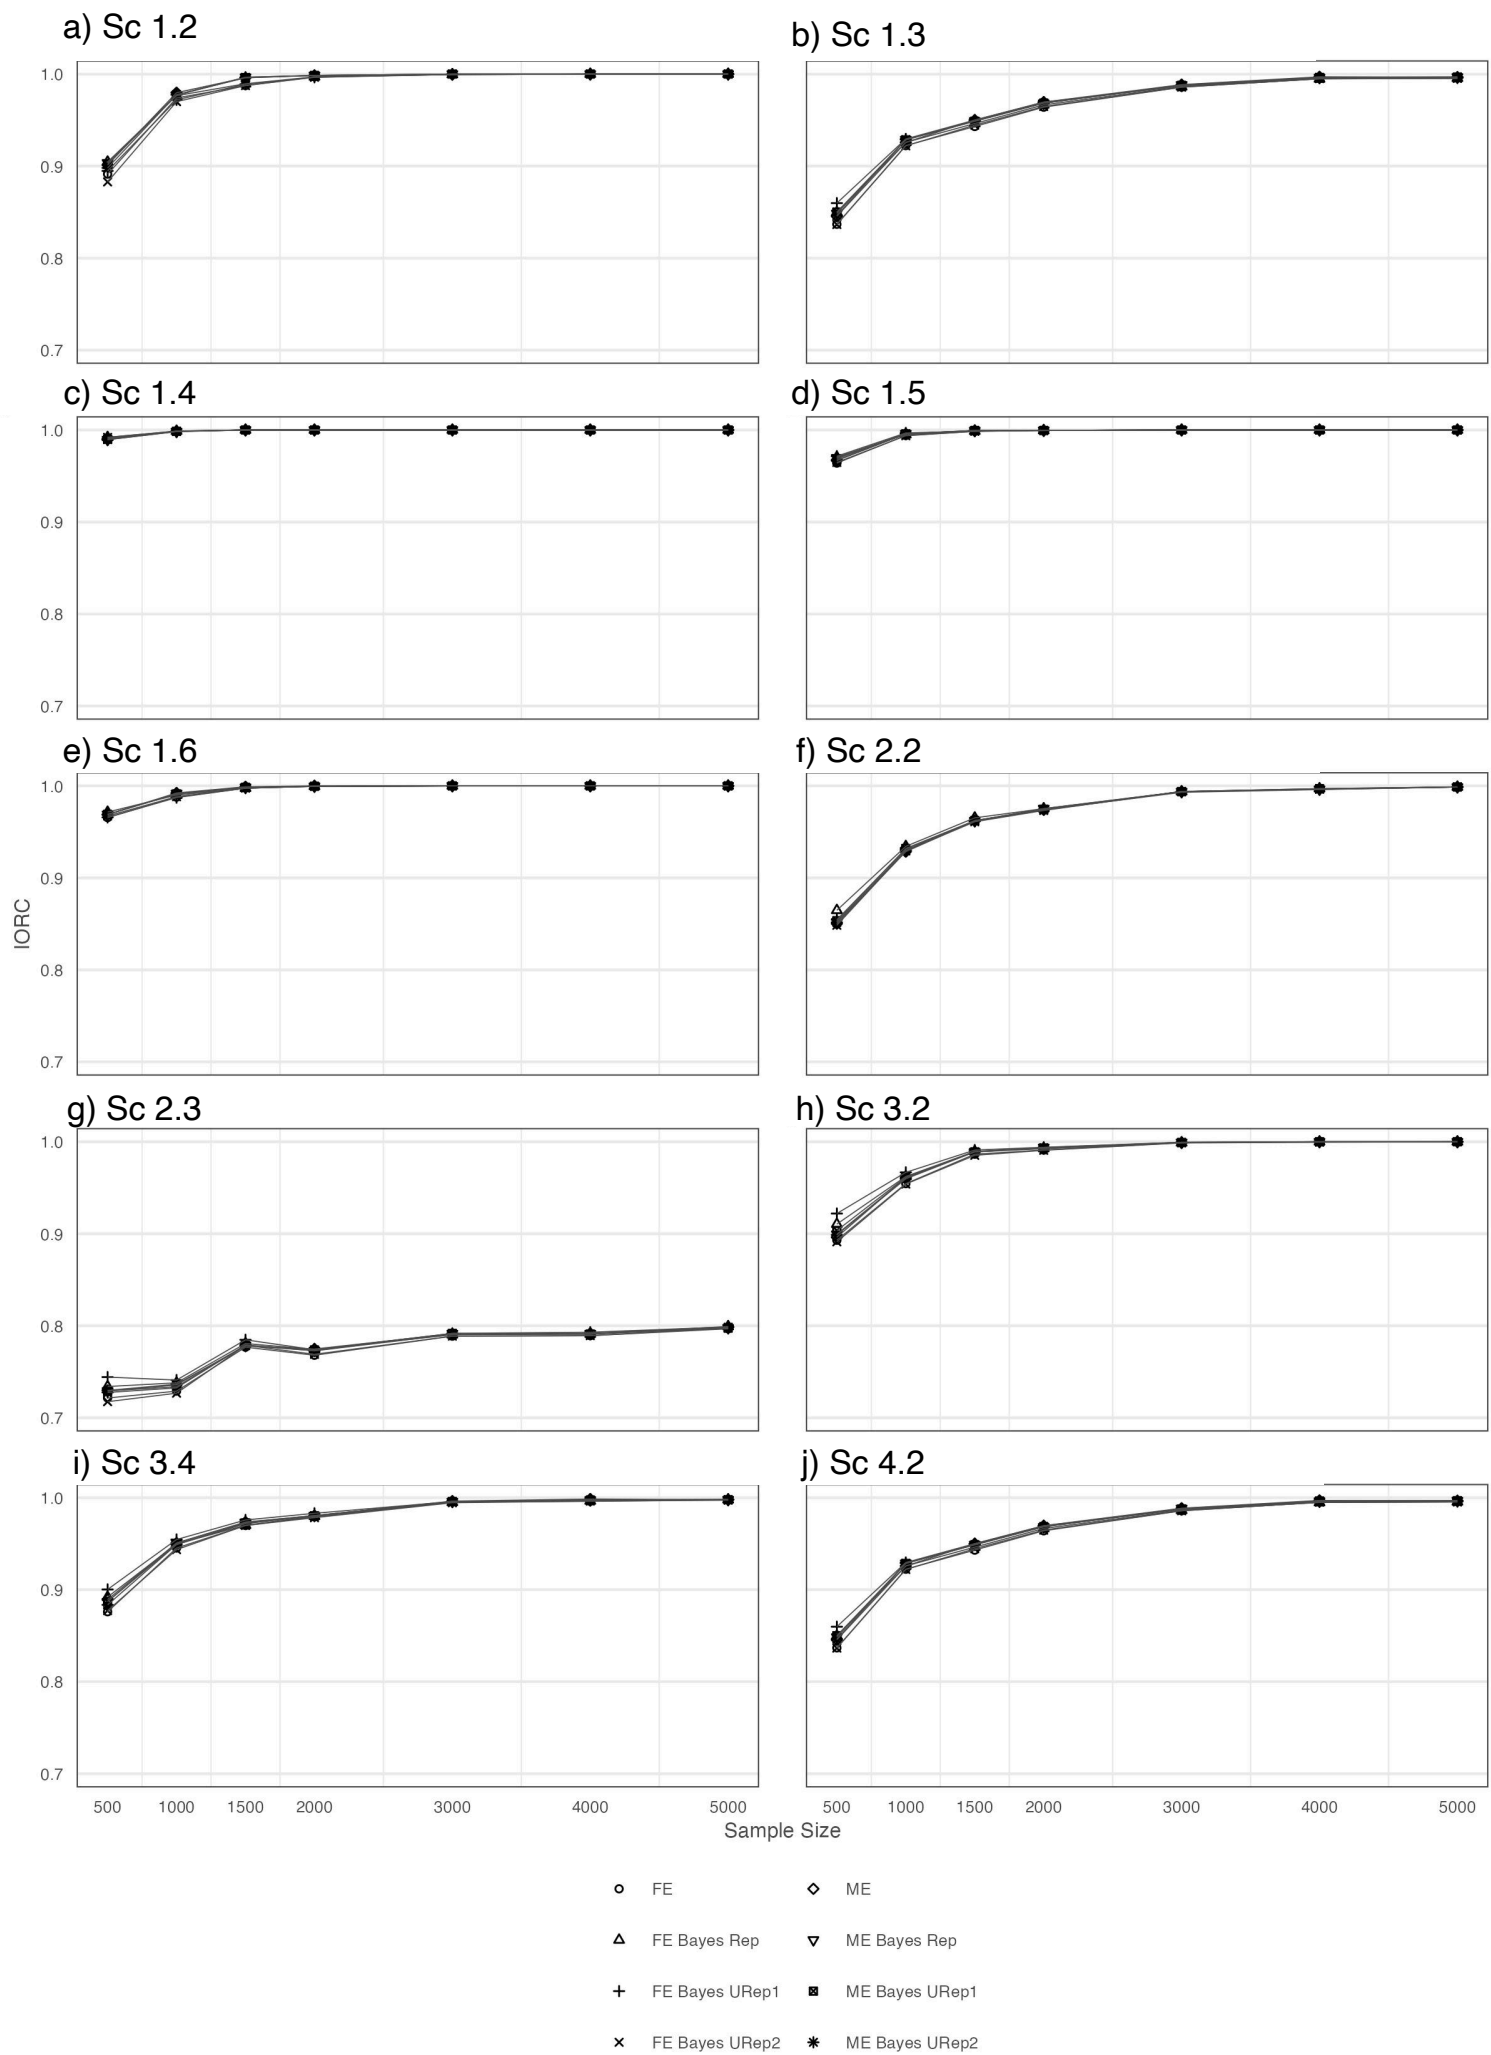 a) Sc 1.2
b) Sc 1.3
1.0
0.9
0.8
0.7
c) Sc 1.4
d) Sc 1.5
1.0
0.9
0.8
0.7
e) Sc 1.6
f) Sc 2.2
1.0
0.9
0.8
0.7
IORC
g) Sc 2.3
h) Sc 3.2
1.0
0.9
0.8
0.7
i) Sc 3.4
j) Sc 4.2
1.0
0.9
0.8
0.7
500 1000 1500 2000 3000 4000 5000
500 1000 1500 2000 3000 4000 5000
Sample Size
FE
ME
FE Bayes Rep
ME Bayes Rep
FE Bayes URep1
ME Bayes URep1
FE Bayes URep2
ME Bayes URep2